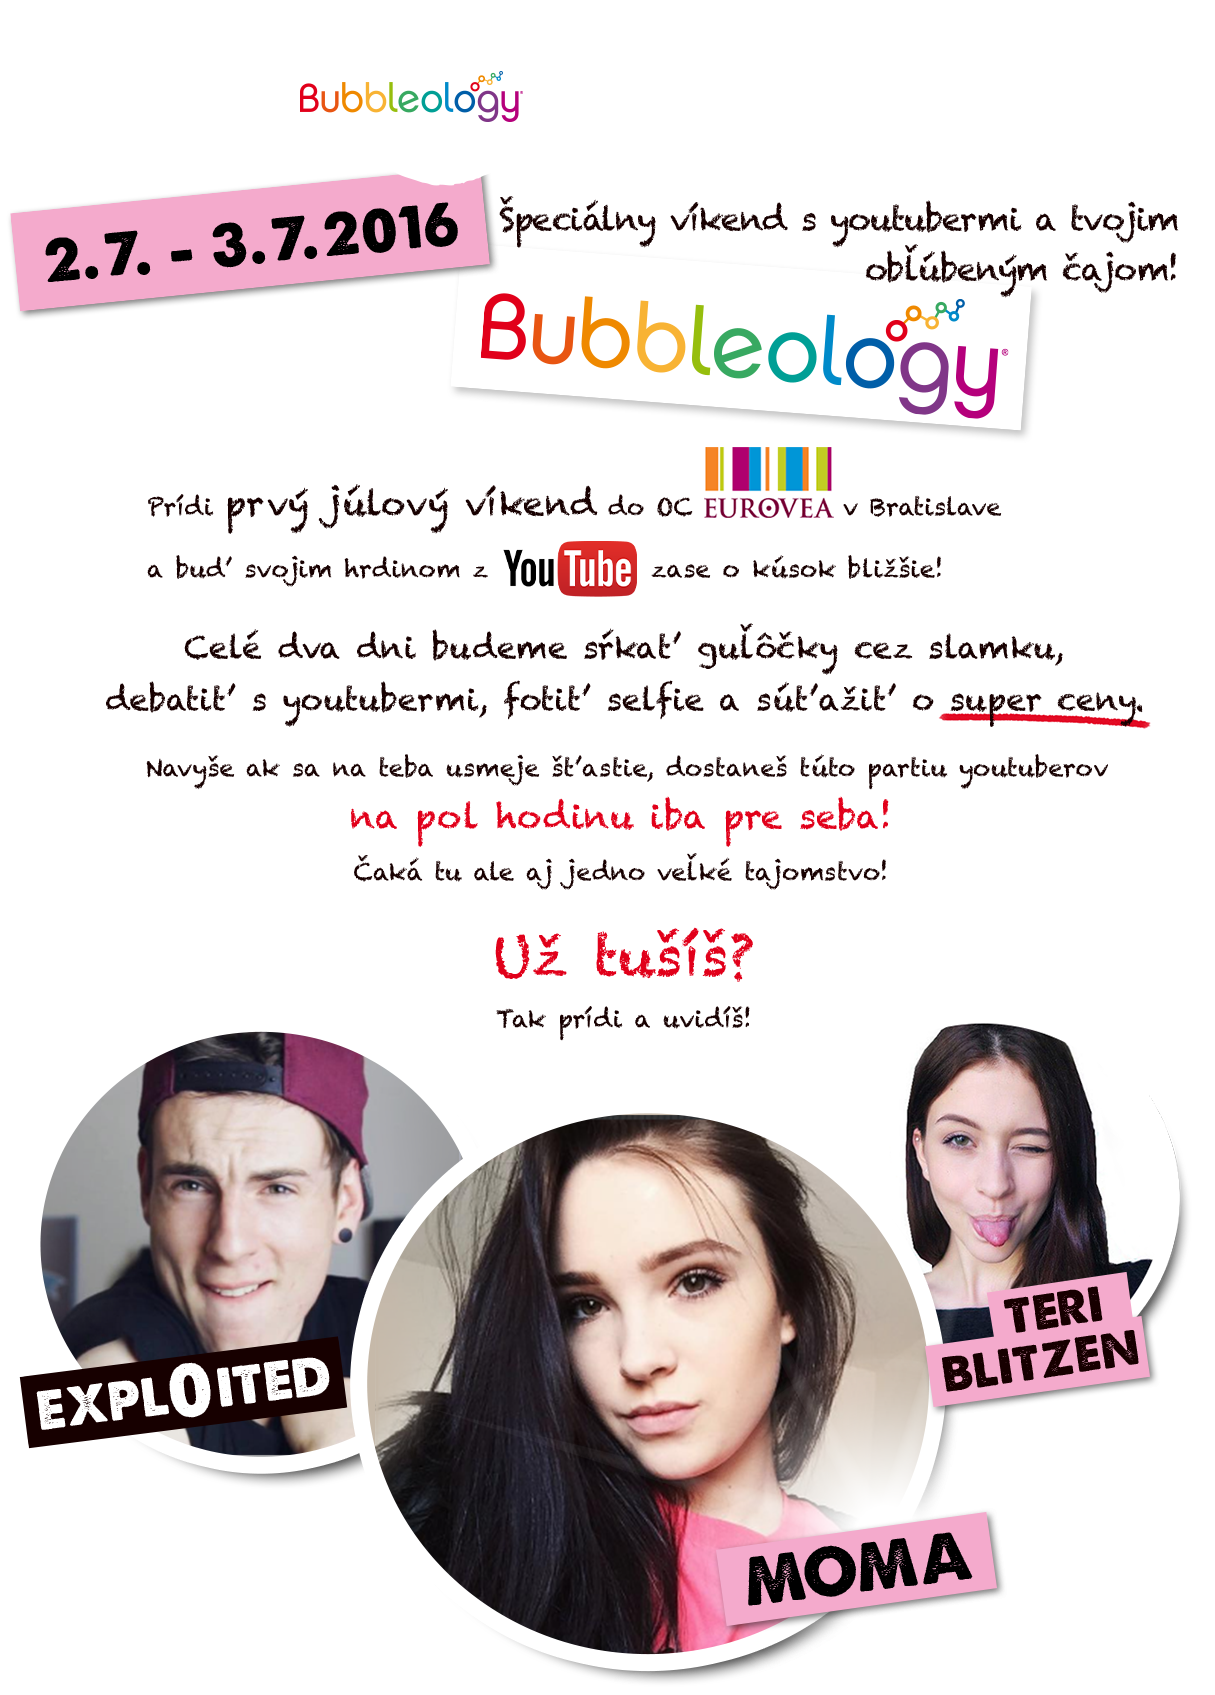 Bubbleology
2.7. - 3.7.2016
Špeciálny víkend s youtubermi a tvojim
obľúbeným čajom!
Bubbleology®
Prídi prvý júlový víkend do OC EUROVEA v Bratislave
a buď svojim hrdinom z YouTube zase o kúsok bližšie!
Celé dva dni budeme sŕkať guľôčky cez slamku,
debatiť s youtubermi, fotiť selfie a súťažiť o super ceny.
Navyše ak sa na teba usmeje šťastie, dostaneš túto partiu youtuberov
na pol hodinu iba pre seba!
Čaká tu ale aj jedno veľké tajomstvo!
Už tušíš?
Tak prídi a uvidíš!
EXPL0ITED
TERI
BLITZEN
MOMA